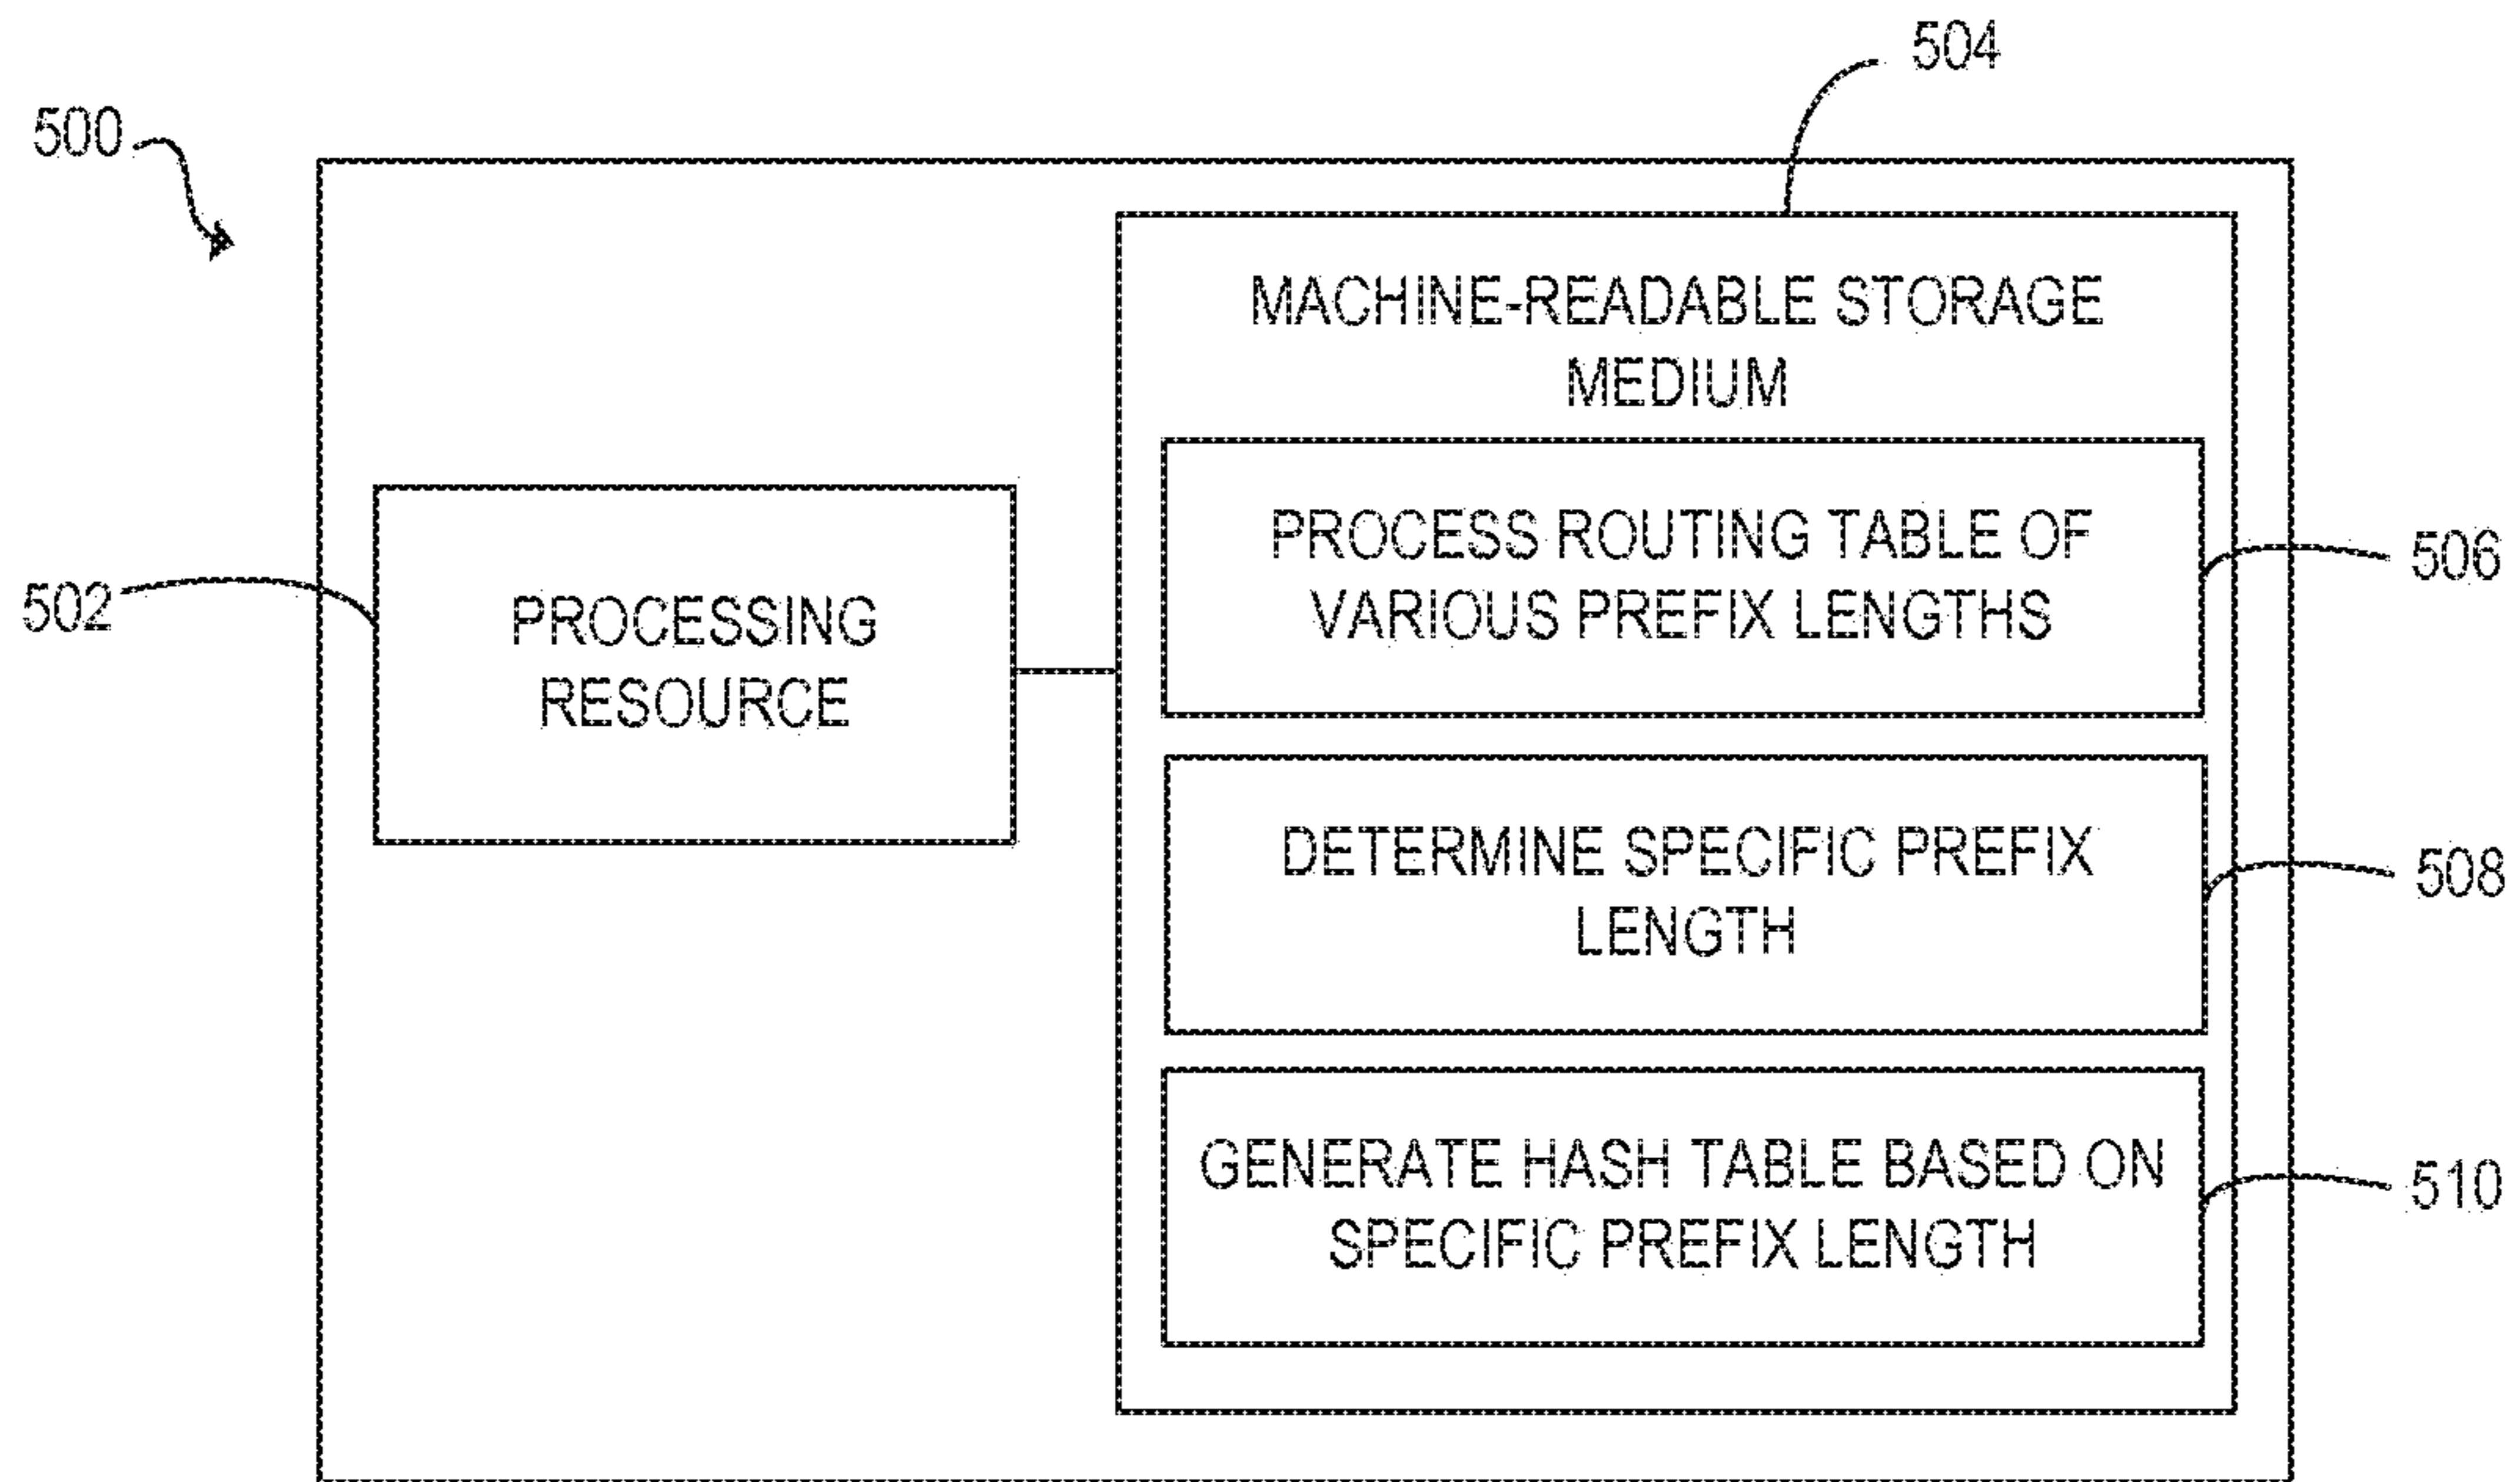 504
500
MACHINE-READABLE STORAGE
MEDIUM
PROCESS ROUTING TABLE OF
VARIOUS PREFIX LENGTHS
506
502
PROCESSING
RESOURCE
DETERMINE SPECIFIC PREFIX
LENGTH
508
GENERATE HASH TABLE BASED ON
SPECIFIC PREFIX LENGTH
510